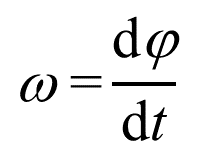 ω = dφ/dt